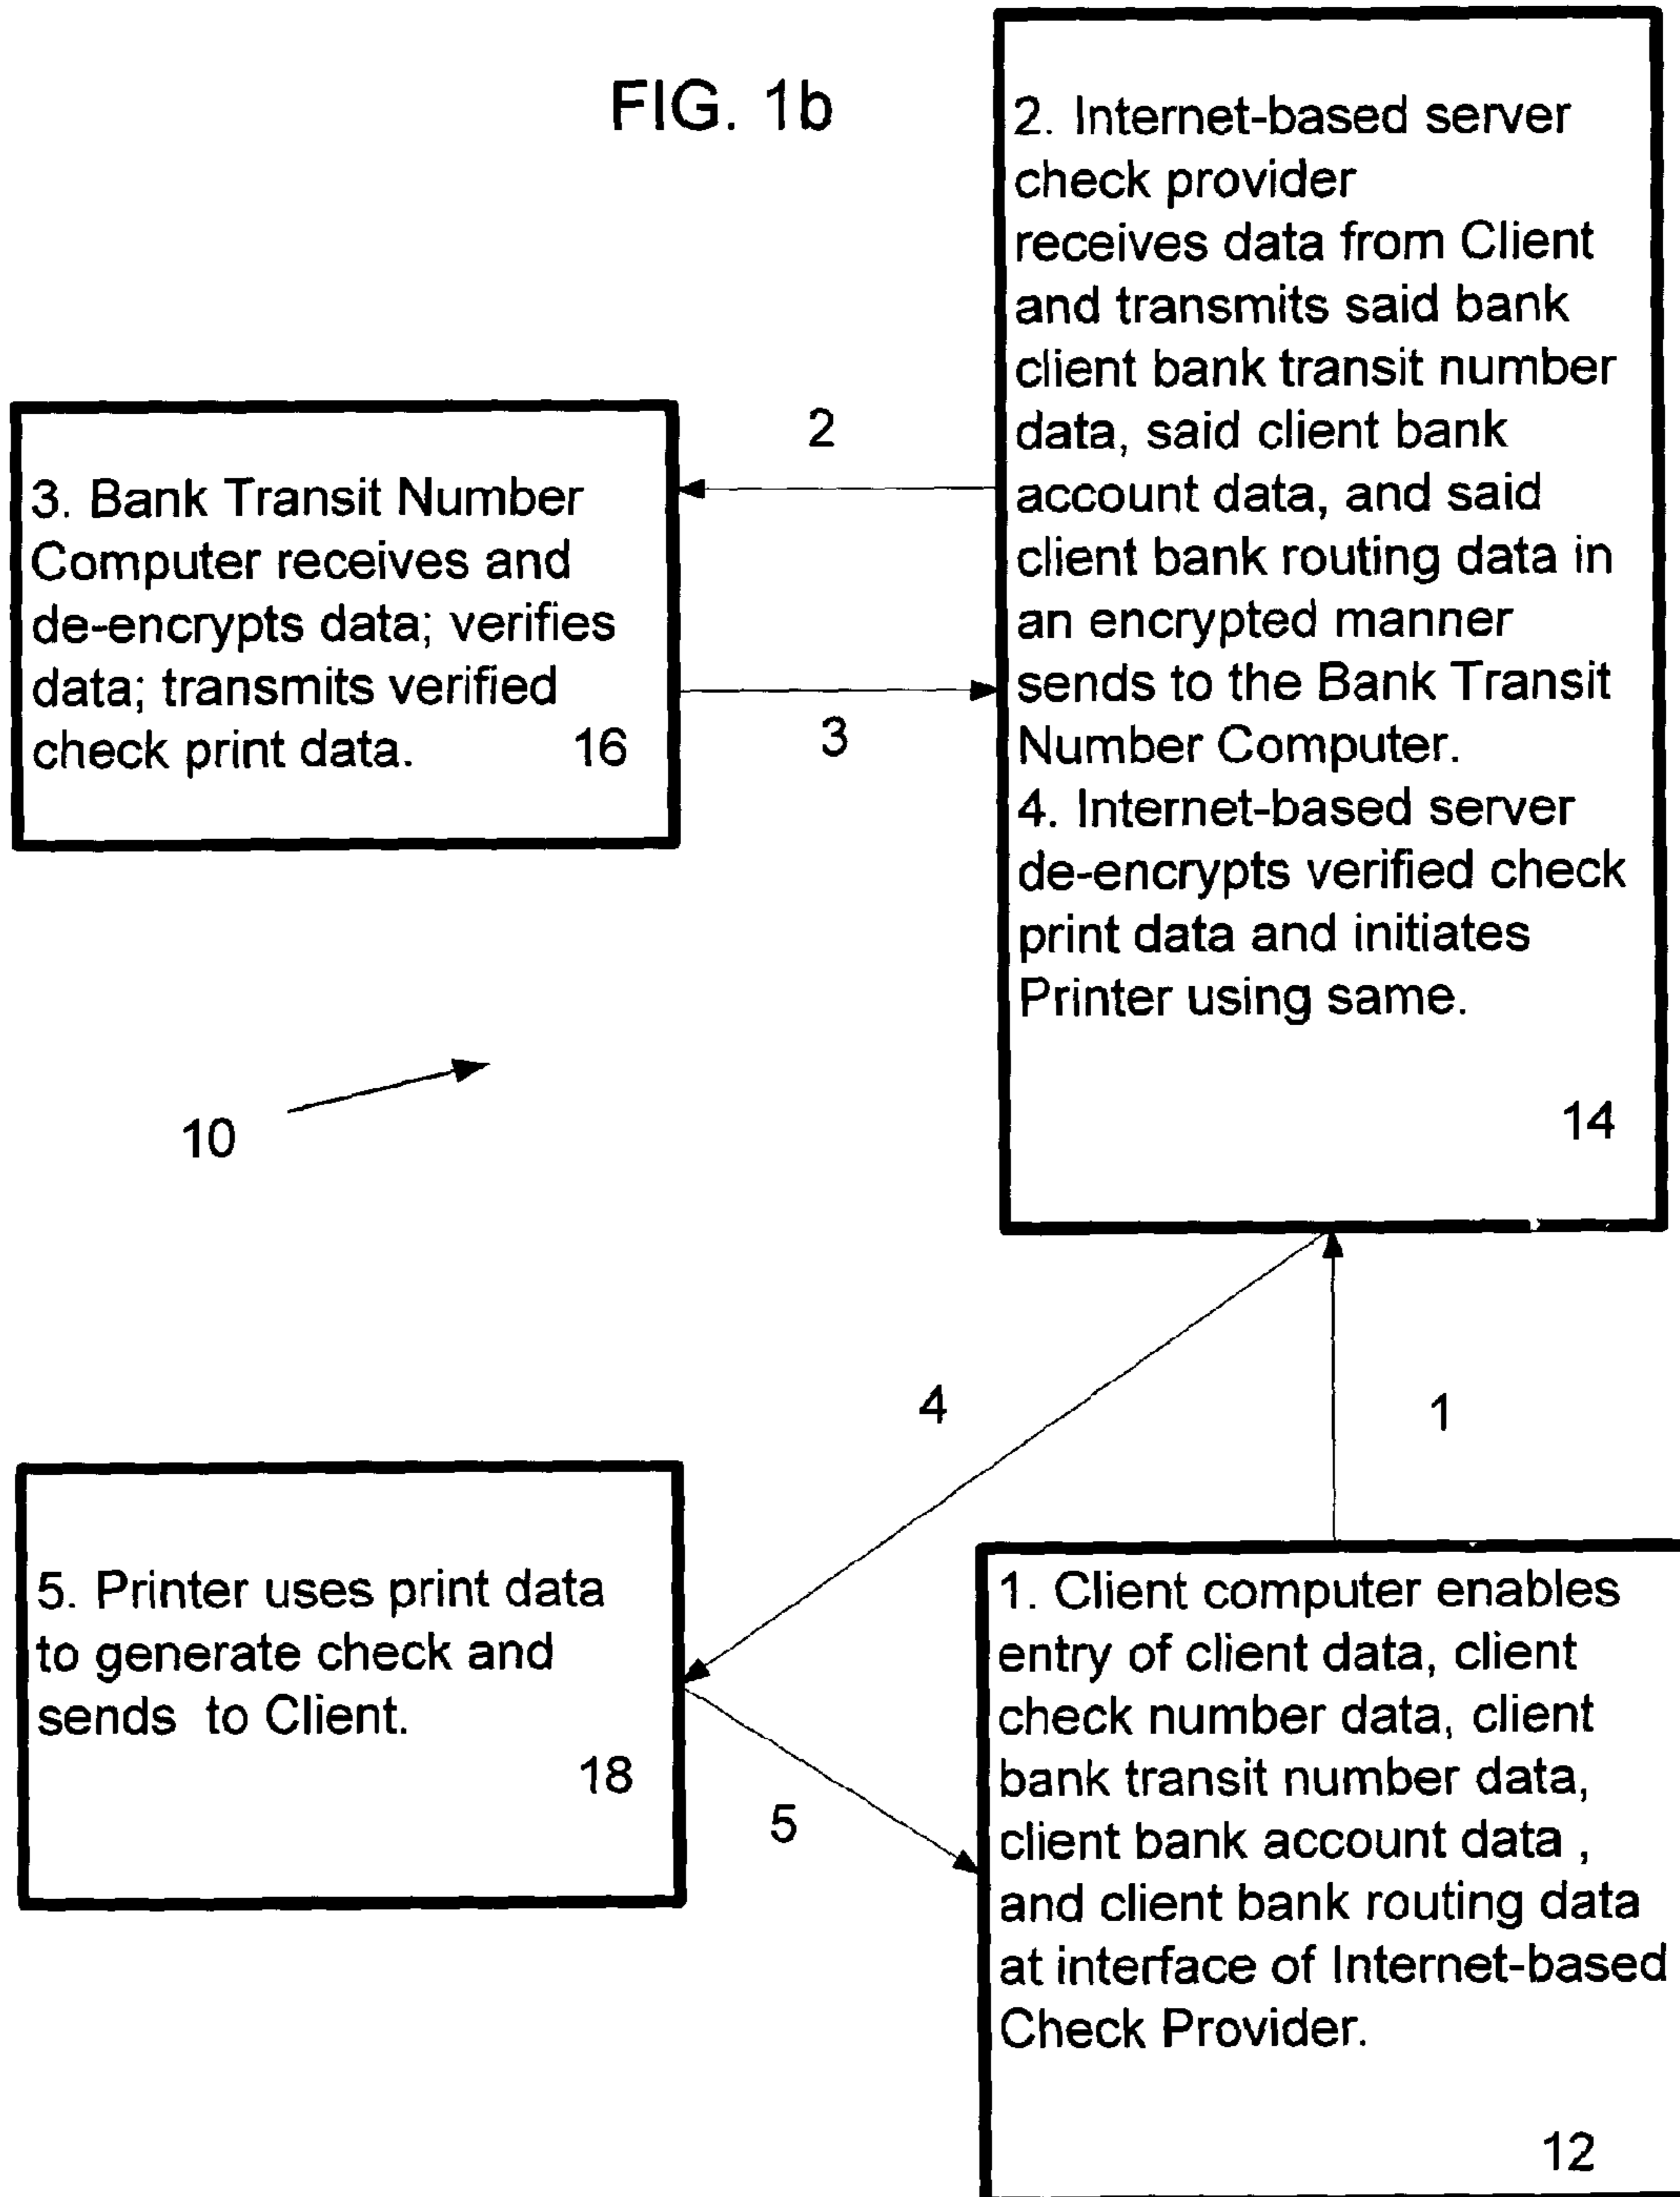 FIG. 1b
2. Internet-based server
check provider
receives data from Client
and transmits said bank
client bank transit number
data, said client bank
account data, and said
client bank routing data in
an encrypted manner
sends to the Bank Transit
Number Computer.
4. Internet-based server
de-encrypts verified check
print data and initiates
Printer using same.
14
2
3. Bank Transit Number
Computer receives and
de-encrypts data; verifies
data; transmits verified
check print data. 16
3
10
4
1
5. Printer uses print data
to generate check and
sends to Client.
18
5
1. Client computer enables
entry of client data, client
check number data, client
bank transit number data,
client bank account data ,
and client bank routing data
at interface of Internet-based
Check Provider.
12